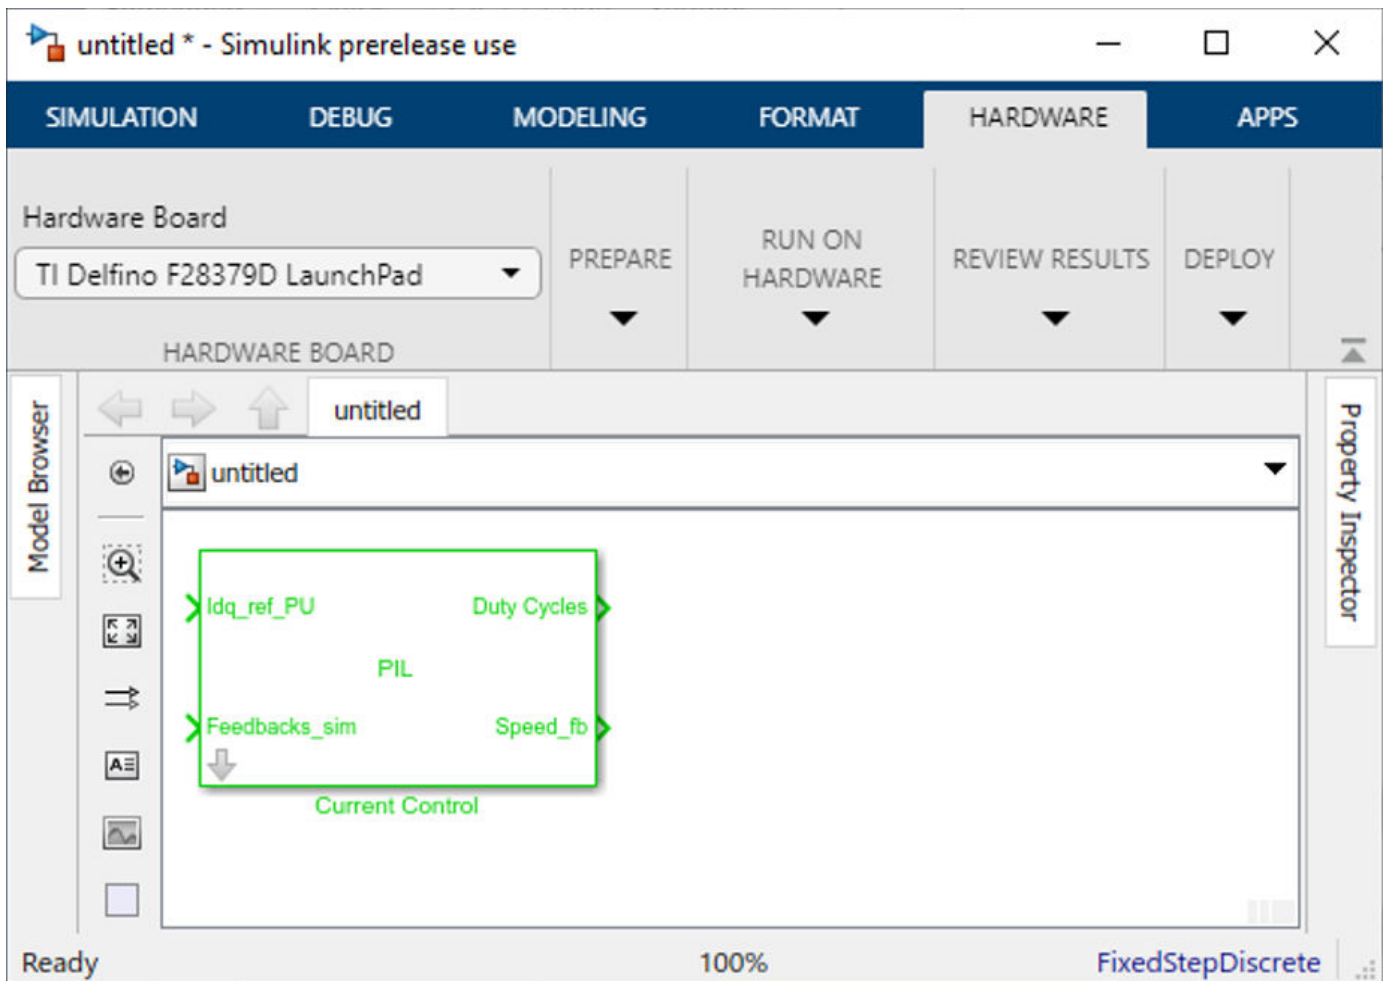 untitled * - Simulink prerelease use
SIMULATION DEBUG MODELING FORMAT HARDWARE APPS
Hardware Board
TI Delfino F28379D LaunchPad
HARDWARE BOARD
PREPARE
RUN ON
HARDWARE
REVIEW RESULTS
DEPLOY
Model Browser
untitled
untitled
Property Inspector
Idq_ref_PU
Duty Cycles
PIL
Feedbacks_sim
Speed_fb
Current Control
A
Ready 100% FixedStepDiscrete